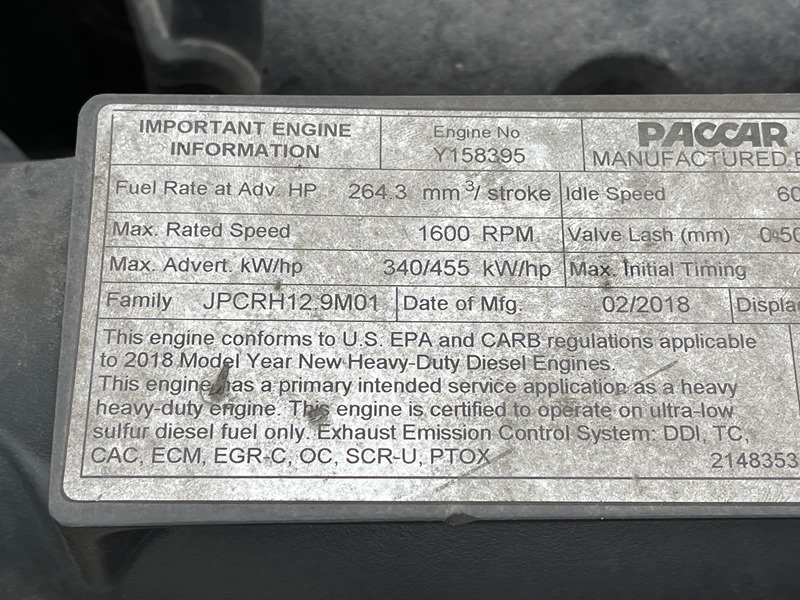 IMPORTANT ENGINE INFORMATION
Engine No
Y158395
PACCAR
MANUFACTURED
Fuel Rate at Adv. HP 264.3 mm³/ stroke
Idle Speed 60
Max. Rated Speed 1600 RPM
Valve Lash (mm) 0.50
Max. Advert. kW/hp 340/455 kW/hp
Max. Initial Timing
Family JPCRH12.9M01
Date of Mfg. 02/2018
Displa
This engine conforms to U.S. EPA and CARB regulations applicable
to 2018 Model Year New Heavy-Duty Diesel Engines.
This engine has a primary intended service application as a heavy
heavy-duty engine. This engine is certified to operate on ultra-low
sulfur diesel fuel only. Exhaust Emission Control System: DDI, TC,
CAC, ECM, EGR-C, OC, SCR-U, PTOX
2148353